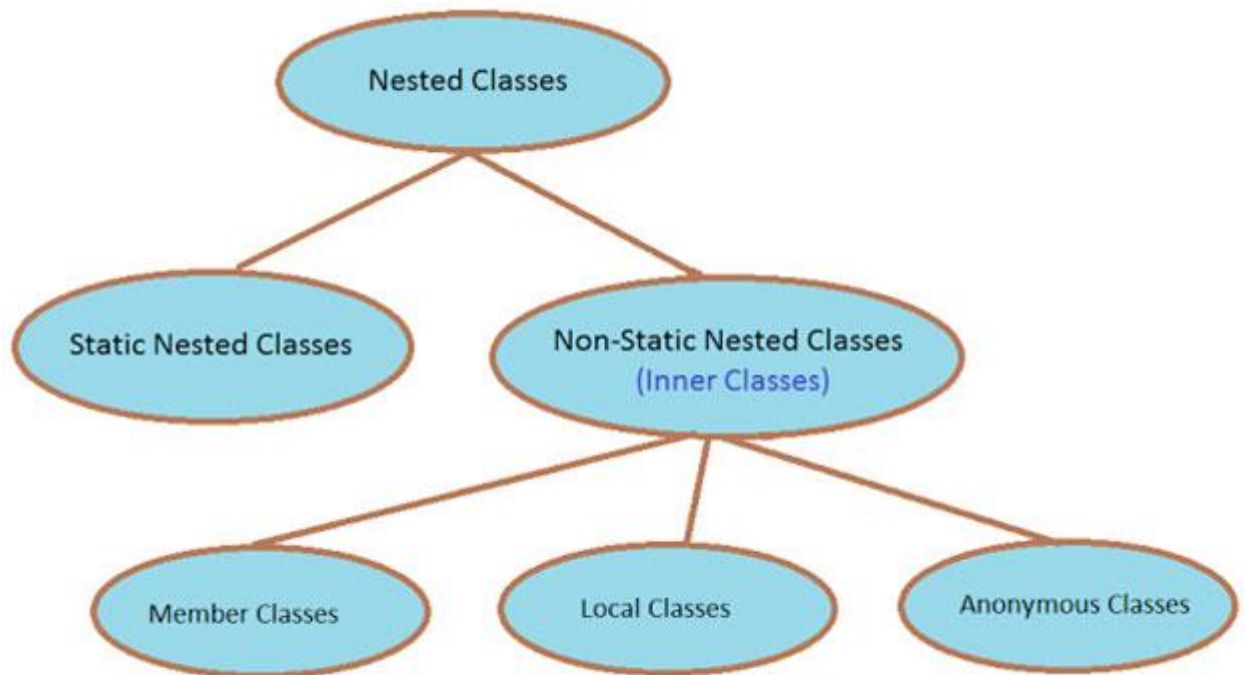 Nested Classes
Static Nested Classes
Non-Static Nested Classes
(Inner Classes)
Member Classes
Local Classes
Anonymous Classes